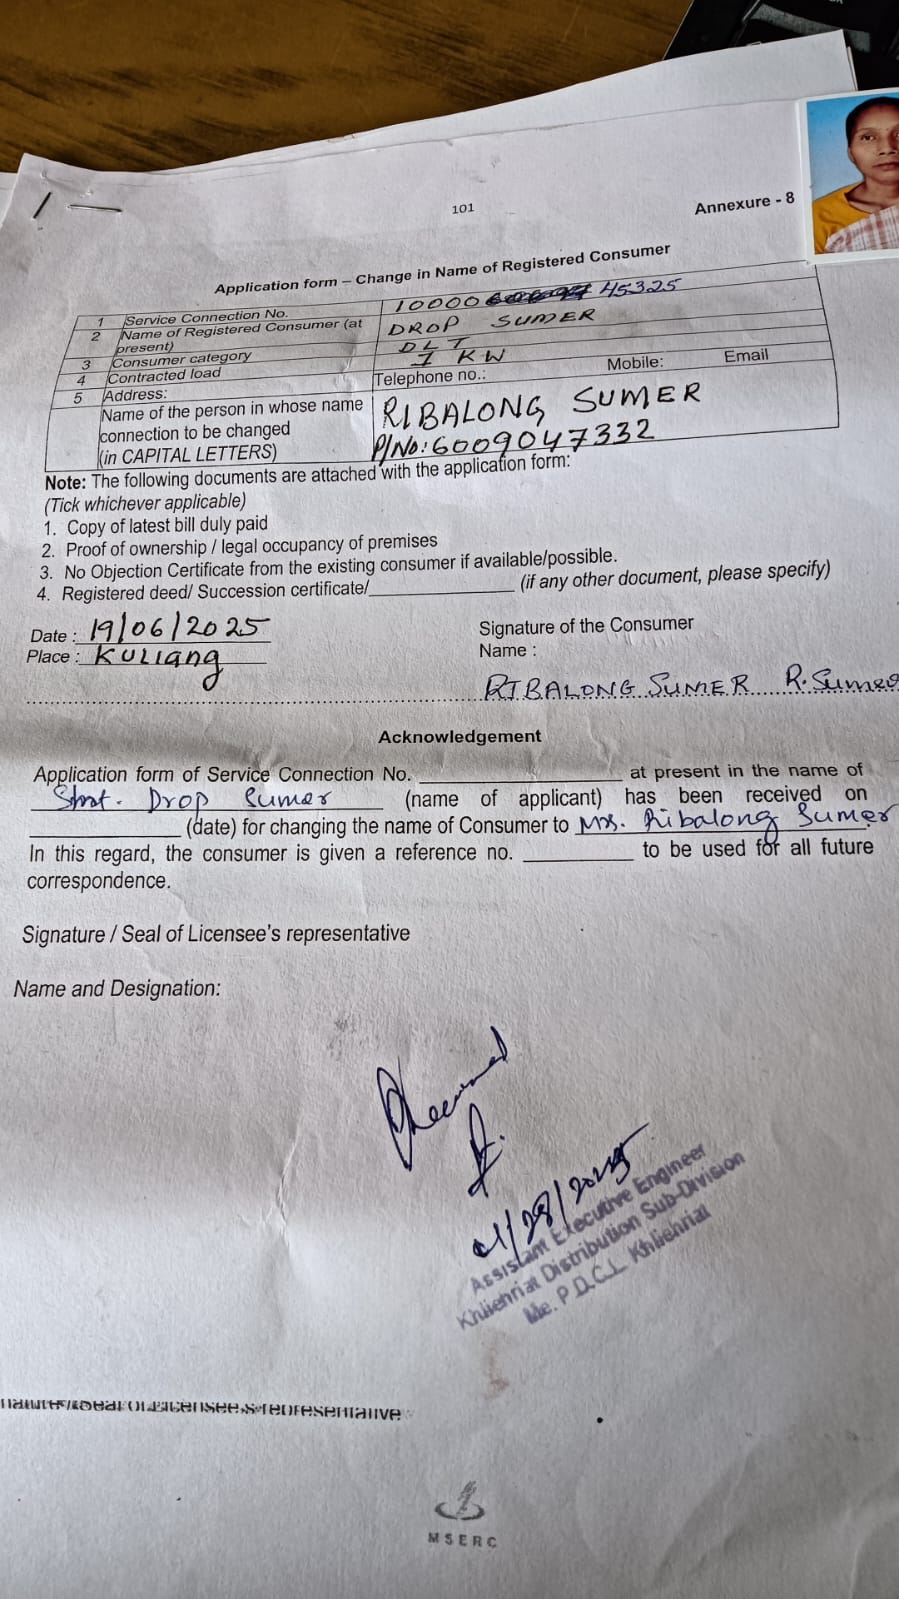 101
Annexure - 8
Application form – Change in Name of Registered Consumer
1 Service Connection No. 10000 45325
2 Name of Registered Consumer (at present) DROP SUMER
3 Consumer category DLT
4 Contracted load 1 KW
5 Address: Telephone no.: Mobile: Email
Name of the person in whose name RIBALONG SUMER
connection to be changed
(in CAPITAL LETTERS) P/No: 6009047332
Note: The following documents are attached with the application form:
(Tick whichever applicable)
1. Copy of latest bill duly paid
2. Proof of ownership / legal occupancy of premises
3. No Objection Certificate from the existing consumer if available/possible.
4. Registered deed/ Succession certificate/ (if any other document, please specify)
Date : 19/06/2025 Signature of the Consumer
Place : KULIANG Name :
RIBALONG SUMER R. Sumer
Acknowledgement
Application form of Service Connection No. at present in the name of
Smt. Drop Sumer (name of applicant) has been received on
(date) for changing the name of Consumer to Mrs. Ribalong Sumer
In this regard, the consumer is given a reference no. to be used for all future
correspondence.
Signature / Seal of Licensee's representative
Name and Designation:
Assistant Executive Engineer
Khliehriat Distribution Sub-Division
Me. P.D.C.L Khliehriat
MSERC